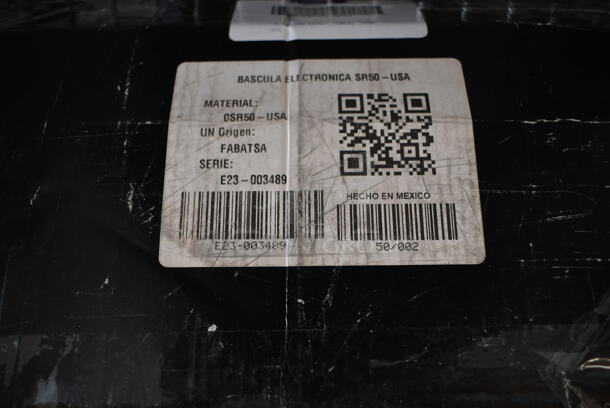 BASCULA ELECTRONICA SR50-USA
MATERIAL:
0SR50-USA
UN Origen:
FABATSA
SERIE:
E23-003489
HECHO EN MEXICO
E23-003489
50/002